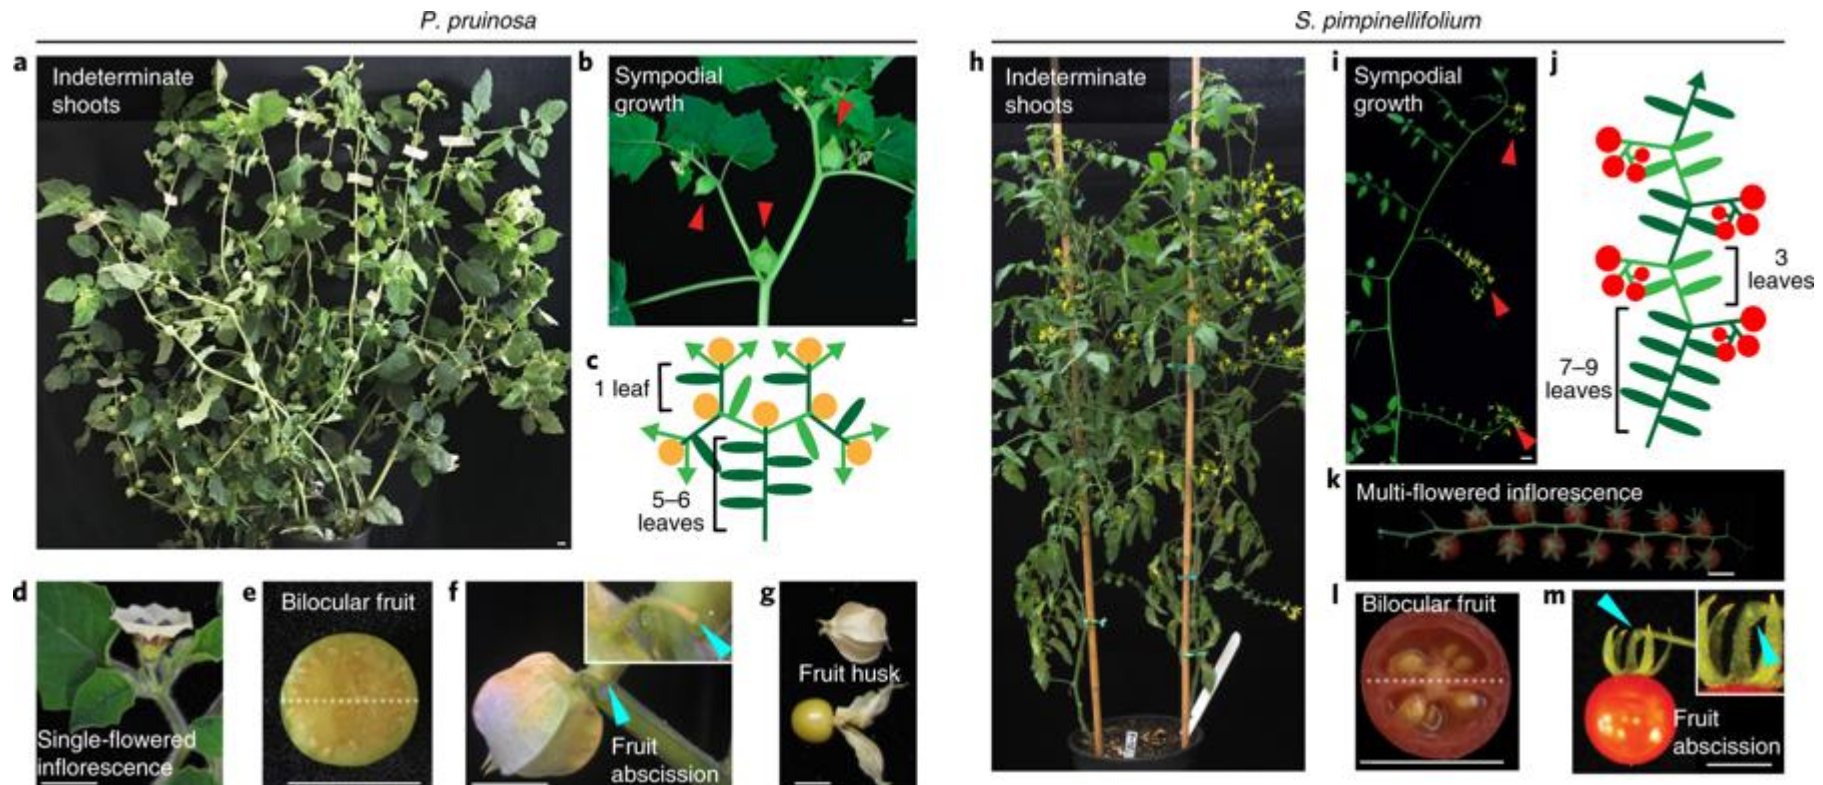 P. pruinosa
a
Indeterminate
shoots
b
Sympodial
growth
c
1 leaf
5–6
leaves
d
Single-flowered
inflorescence
e
Bilocular fruit
f
Fruit
abscission
g
Fruit husk
S. pimpinellifolium
h
Indeterminate
shoots
i
Sympodial
growth
j
3
leaves
7–9
leaves
k
Multi-flowered inflorescence
l
Bilocular fruit
m
Fruit
abscission